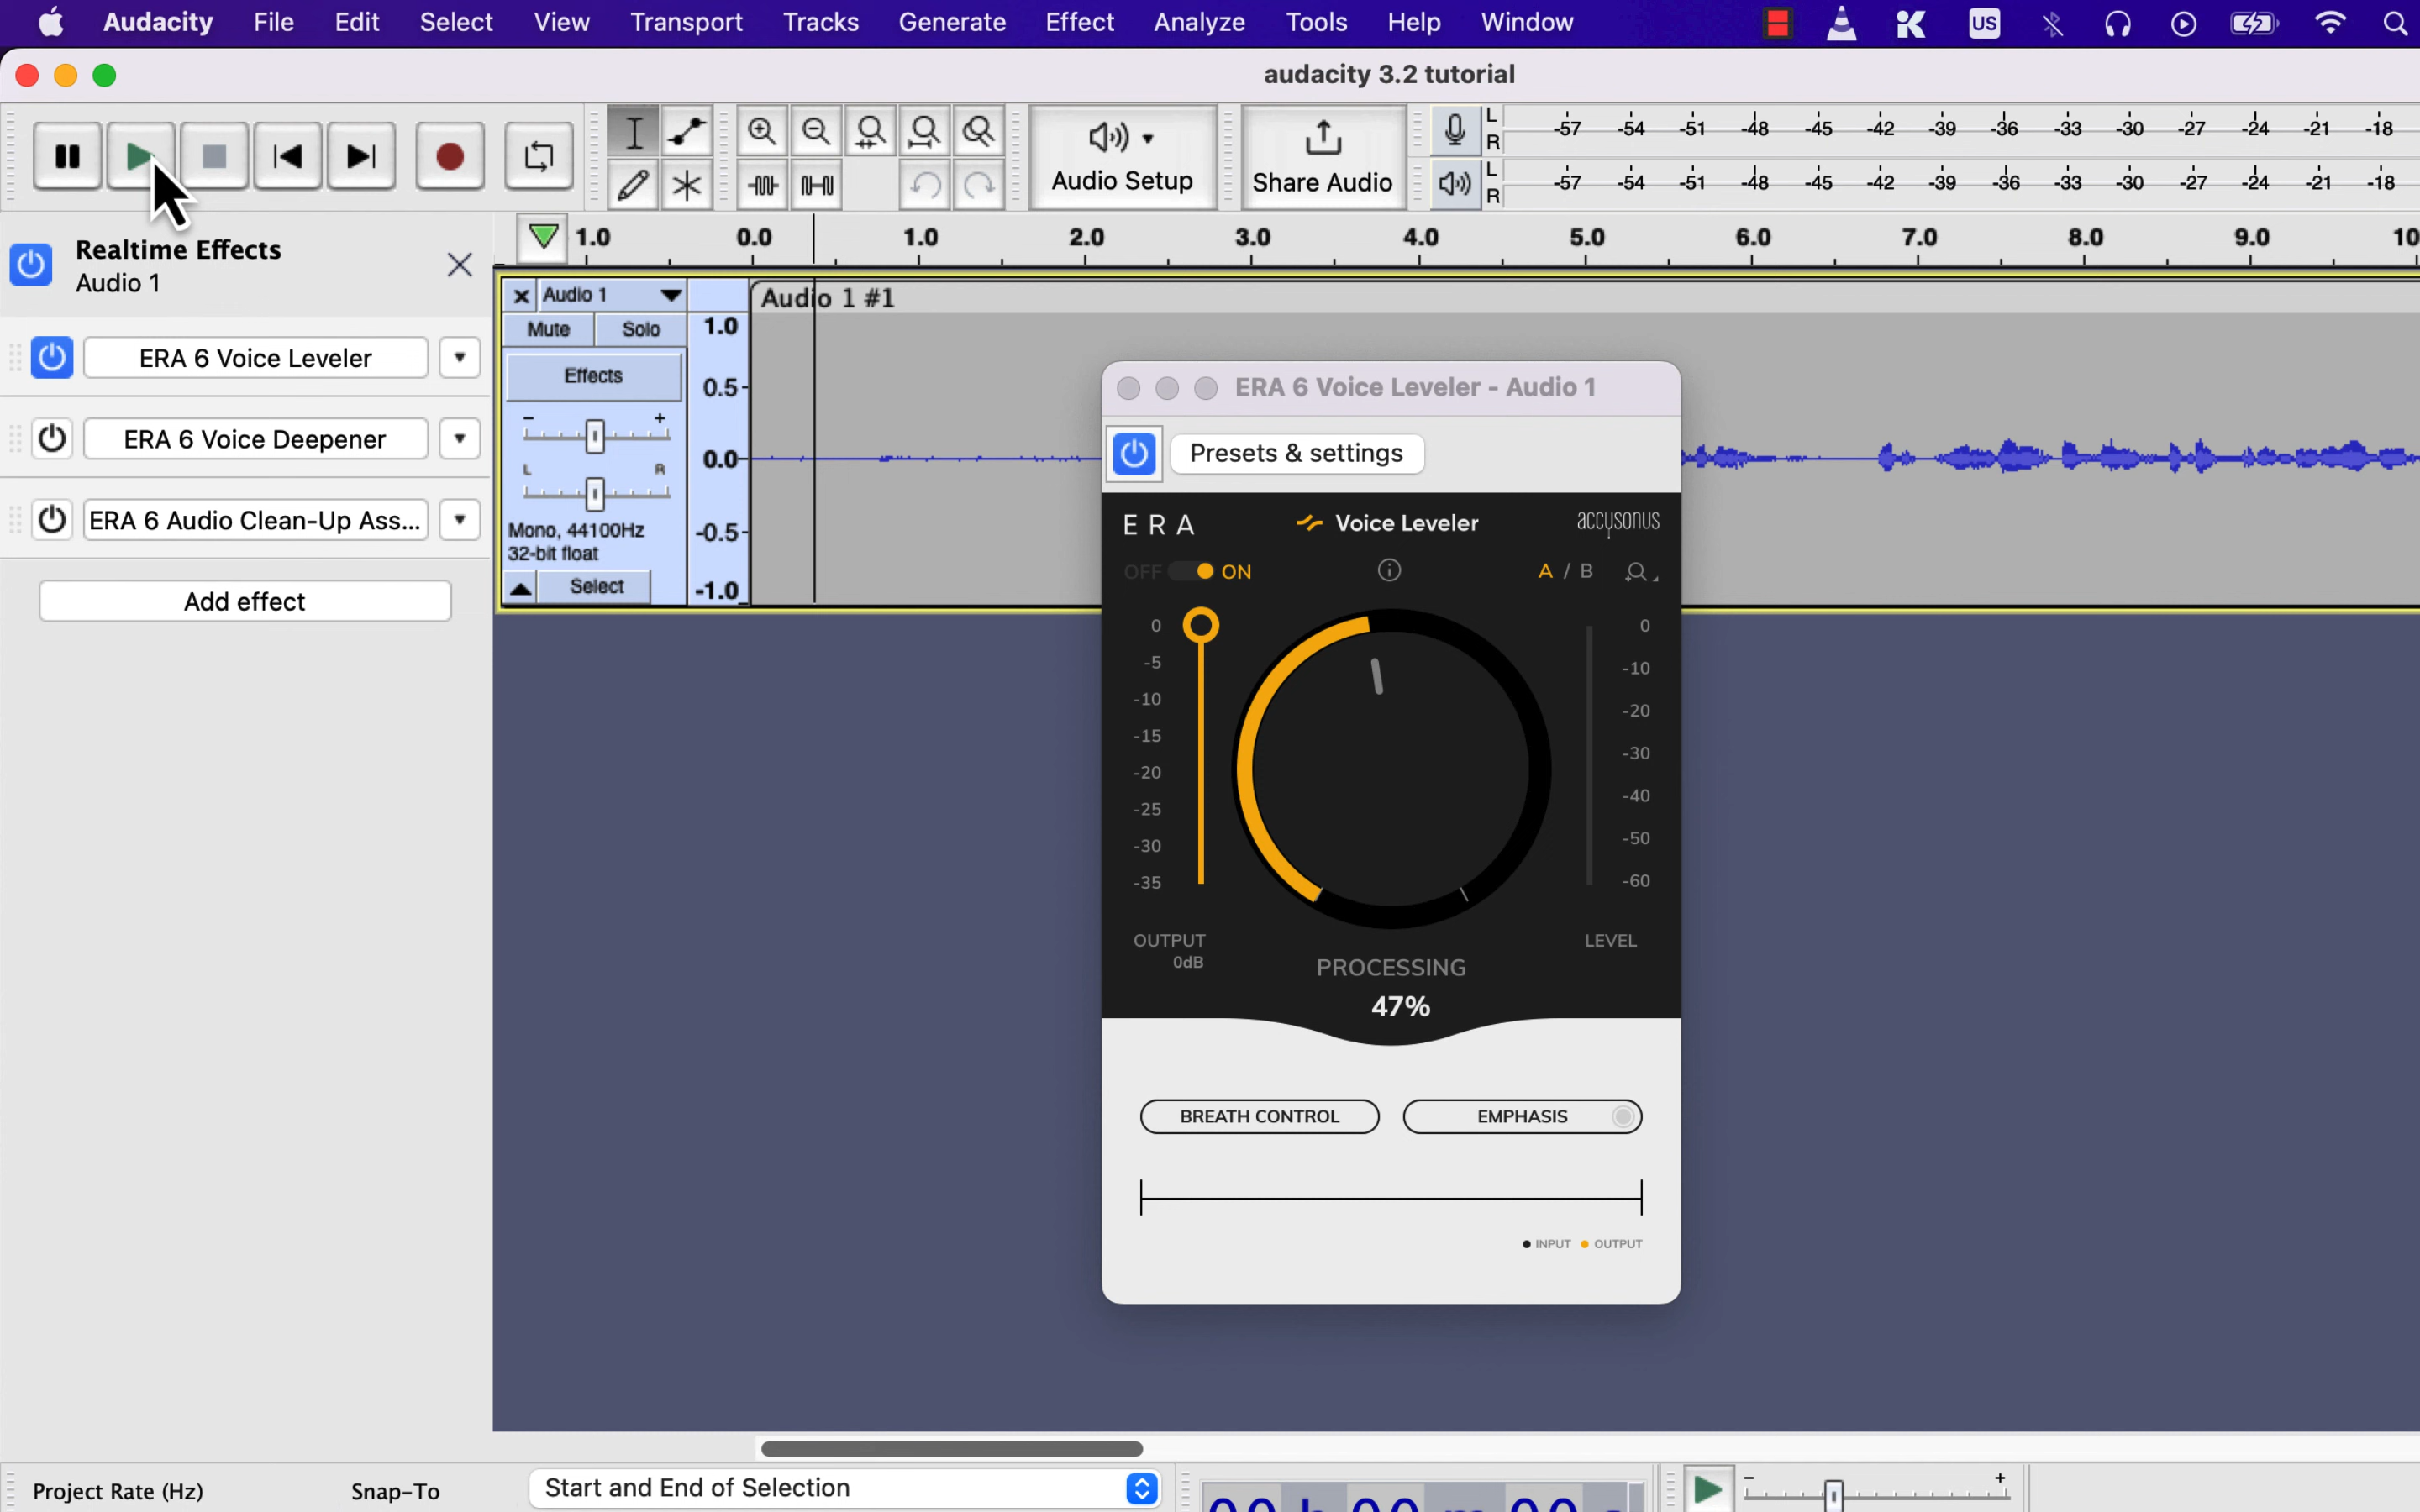 Audacity File Edit Select View Transport Tracks Generate Effect Analyze Tools Help Window US
audacity 3.2 tutorial
Audio Setup
Share Audio
L -57 -54 -51 -48 -45 -42 -39 -36 -33 -30 -27 -24 -21 -18
R
L -57 -54 -51 -48 -45 -42 -39 -36 -33 -30 -27 -24 -21 -18
R
1.0 0.0 1.0 2.0 3.0 4.0 5.0 6.0 7.0 8.0 9.0 10
Realtime Effects
Audio 1
ERA 6 Voice Leveler
ERA 6 Voice Deepener
ERA 6 Audio Clean-Up Ass...
Add effect
Audio 1
Mute Solo
Effects
- +
L R
Mono, 44100Hz
32-bit float
Select
1.0
0.5-
0.0-
-0.5-
-1.0
Audio 1 #1
ERA 6 Voice Leveler - Audio 1
Presets & settings
ERA Voice Leveler accusonus
OFF ON A / B
0
-5
-10
-15
-20
-25
-30
-35
OUTPUT
0dB
0
-10
-20
-30
-40
-50
-60
LEVEL
PROCESSING
47%
BREATH CONTROL EMPHASIS
INPUT OUTPUT
Project Rate (Hz) Snap-To Start and End of Selection
00 h 00 m 00 s
- +